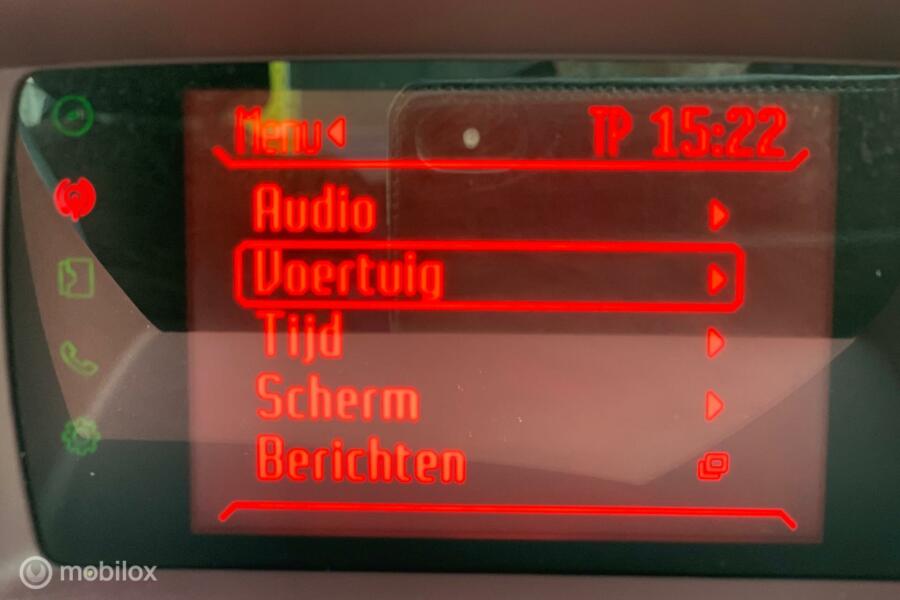 Menu TP 15:22
Audio
Voertuig
Tijd
Scherm
Berichten
mobilox